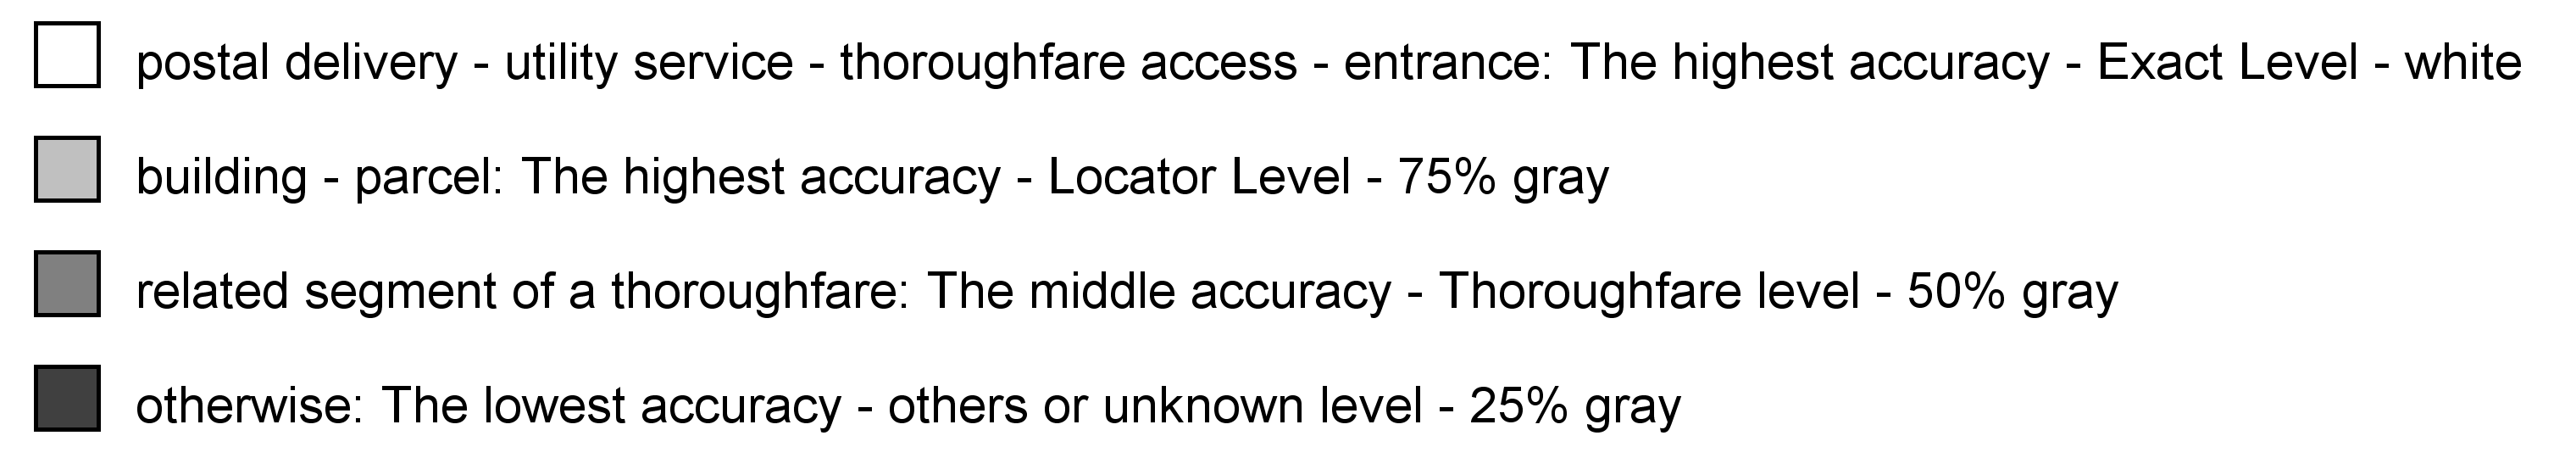 postal delivery - utility service - thoroughfare access - entrance: The highest accuracy - Exact Level - white
building - parcel: The highest accuracy - Locator Level - 75% gray
related segment of a thoroughfare: The middle accuracy - Thoroughfare level - 50% gray
otherwise: The lowest accuracy - others or unknown level - 25% gray